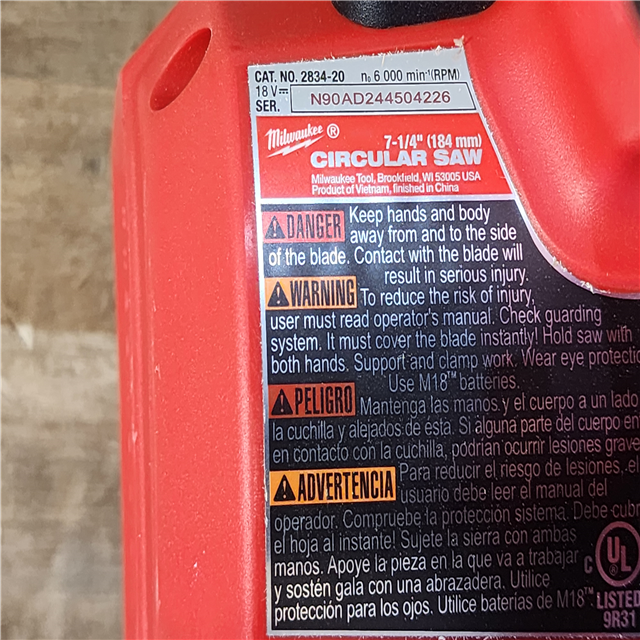 CAT. NO. 2834-20 n₀ 6 000 min⁻¹(RPM)
18 V⎓
SER. N90AD244504226
Milwaukee ®
7-1/4" (184 mm)
CIRCULAR SAW
Milwaukee Tool, Brookfield, WI 53005 USA
Product of Vietnam, finished in China
DANGER Keep hands and body
away from and to the side
of the blade. Contact with the blade will
result in serious injury.
WARNING To reduce the risk of injury,
user must read operator's manual. Check guarding
system. It must cover the blade instantly! Hold saw with
both hands. Support and clamp work. Wear eye protectio
Use M18™ batteries.
PELIGRO Mantenga las manos y el cuerpo a un lado
la cuchilla y alejados de ésta. Si alguna parte del cuerpo en
en contacto con la cuchilla, podrían ocurrir lesiones grave
ADVERTENCIA Para reducir el riesgo de lesiones, el
usuario debe leer el manual del
operador. Compruebe la protección sistema. Debe cubr
el hoja al instante! Sujete la sierra con ambas
manos. Apoye la pieza en la que va a trabajar
y sostén gala con una abrazadera. Utilice
protección para los ojos. Utilice baterías de M18™
C UL
LISTED
9R31